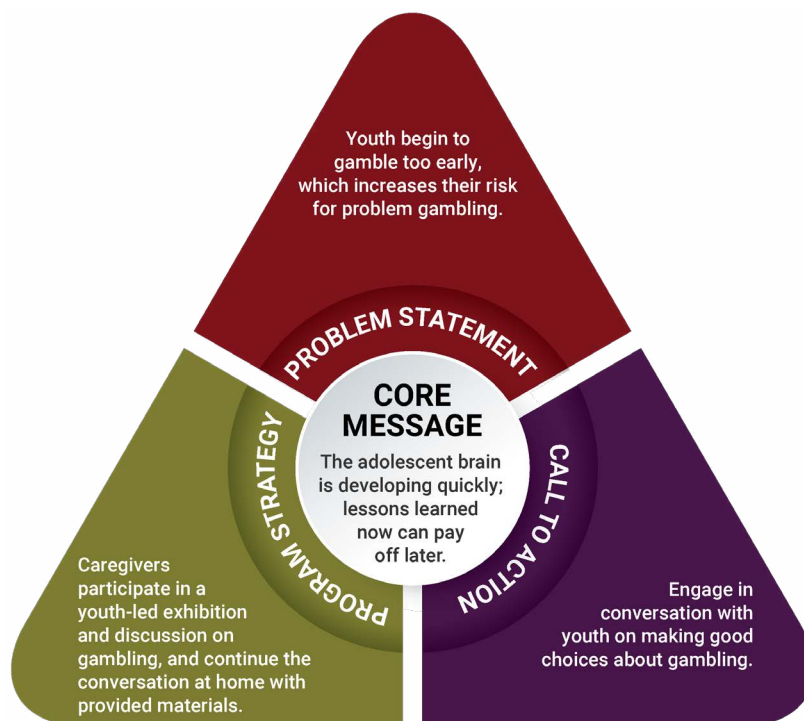 Youth begin to
gamble too early,
which increases their risk
for problem gambling.
PROBLEM STATEMENT
CORE
MESSAGE
The adolescent brain
is developing quickly;
lessons learned
now can pay
off later.
PROGRAM STRATEGY
Caregivers
participate in a
youth-led exhibition
and discussion on
gambling, and continue the
conversation at home with
provided materials.
CALL TO ACTION
Engage in
conversation with
youth on making good
choices about gambling.